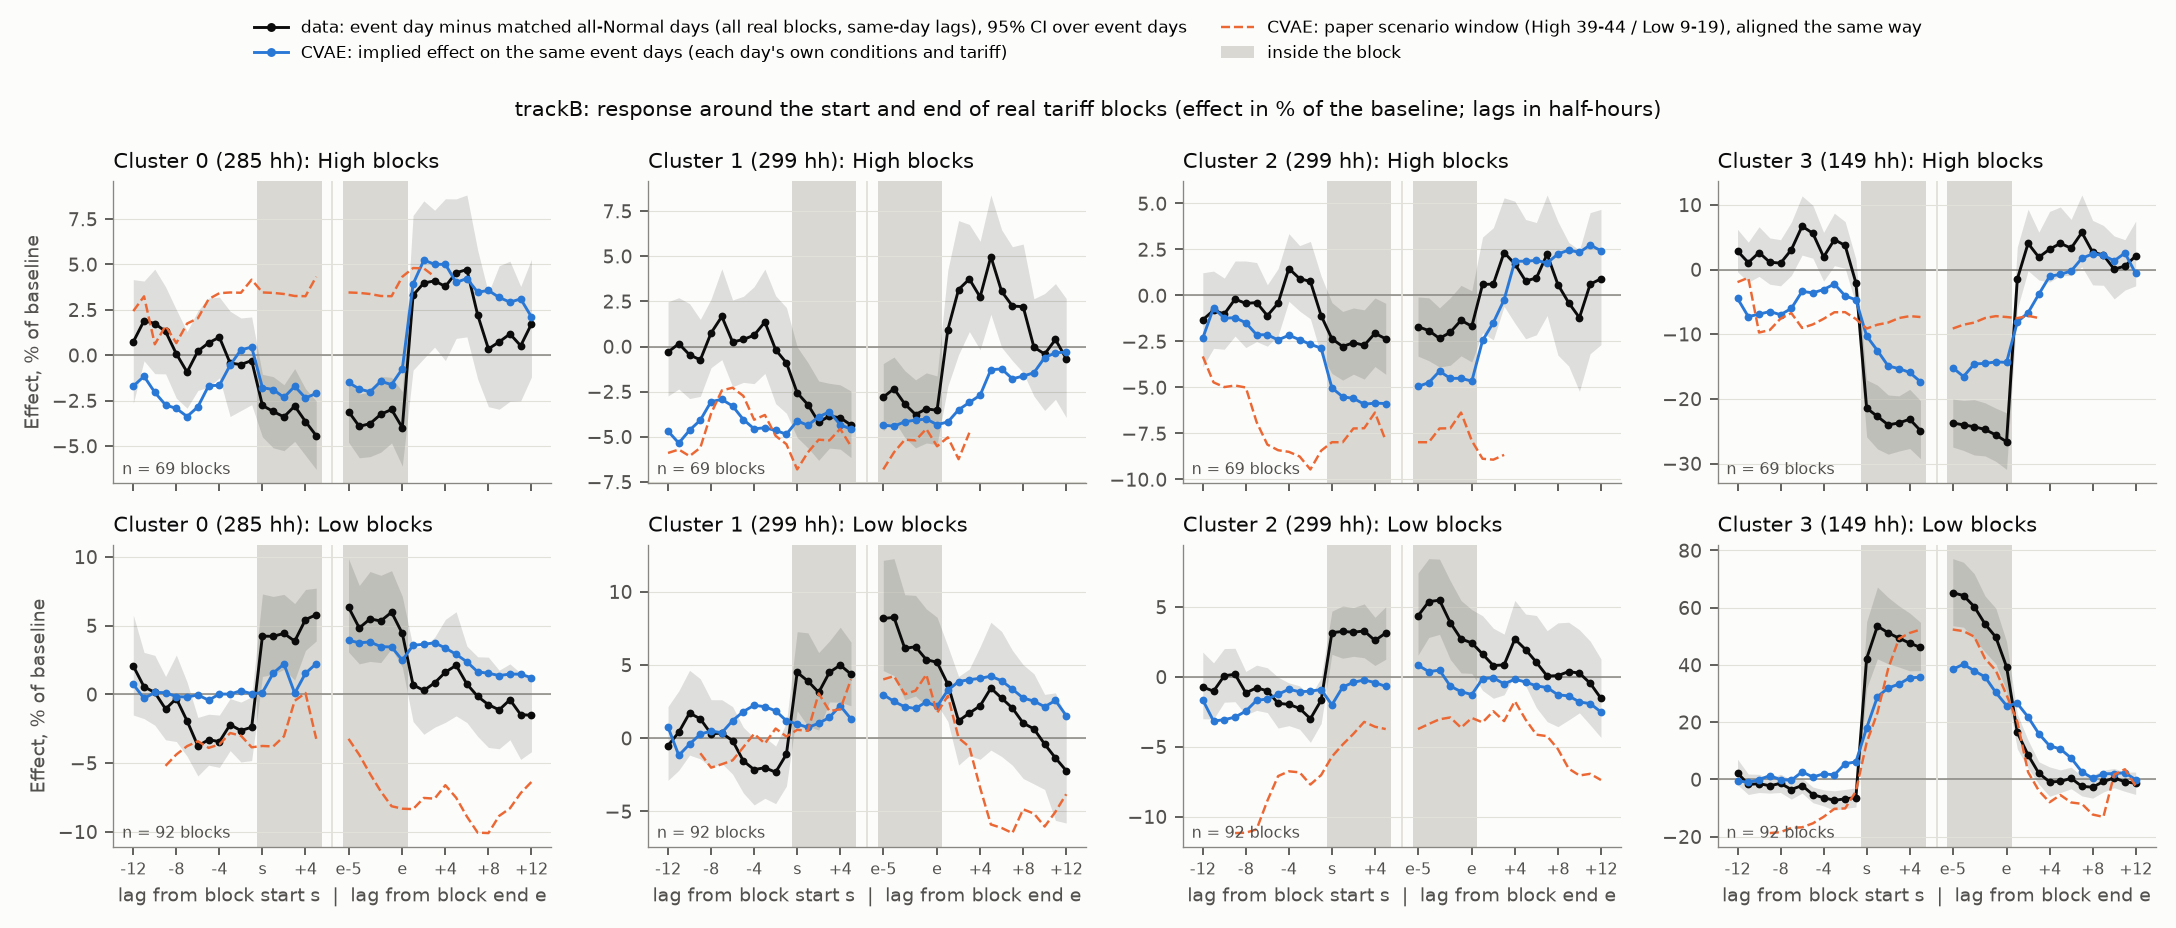 data: event day minus matched all-Normal days (all real blocks, same-day lags), 95% CI over event days
CVAE: implied effect on the same event days (each day's own conditions and tariff)
CVAE: paper scenario window (High 39-44 / Low 9-19), aligned the same way
inside the block
trackB: response around the start and end of real tariff blocks (effect in % of the baseline; lags in half-hours)
Cluster 0 (285 hh): High blocks
Effect, % of baseline
7.5
5.0
2.5
0.0
−2.5
−5.0
n = 69 blocks
Cluster 1 (299 hh): High blocks
7.5
5.0
2.5
0.0
−2.5
−5.0
−7.5
n = 69 blocks
Cluster 2 (299 hh): High blocks
5.0
2.5
0.0
−2.5
−5.0
−7.5
−10.0
n = 69 blocks
Cluster 3 (149 hh): High blocks
10
0
−10
−20
−30
n = 69 blocks
Cluster 0 (285 hh): Low blocks
Effect, % of baseline
10
5
0
−5
−10
n = 92 blocks
-12 -8 -4 s +4 e-5 e +4 +8 +12
lag from block start s | lag from block end e
Cluster 1 (299 hh): Low blocks
10
5
0
−5
n = 92 blocks
-12 -8 -4 s +4 e-5 e +4 +8 +12
lag from block start s | lag from block end e
Cluster 2 (299 hh): Low blocks
5
0
−5
−10
n = 92 blocks
-12 -8 -4 s +4 e-5 e +4 +8 +12
lag from block start s | lag from block end e
Cluster 3 (149 hh): Low blocks
80
60
40
20
0
−20
n = 92 blocks
-12 -8 -4 s +4 e-5 e +4 +8 +12
lag from block start s | lag from block end e